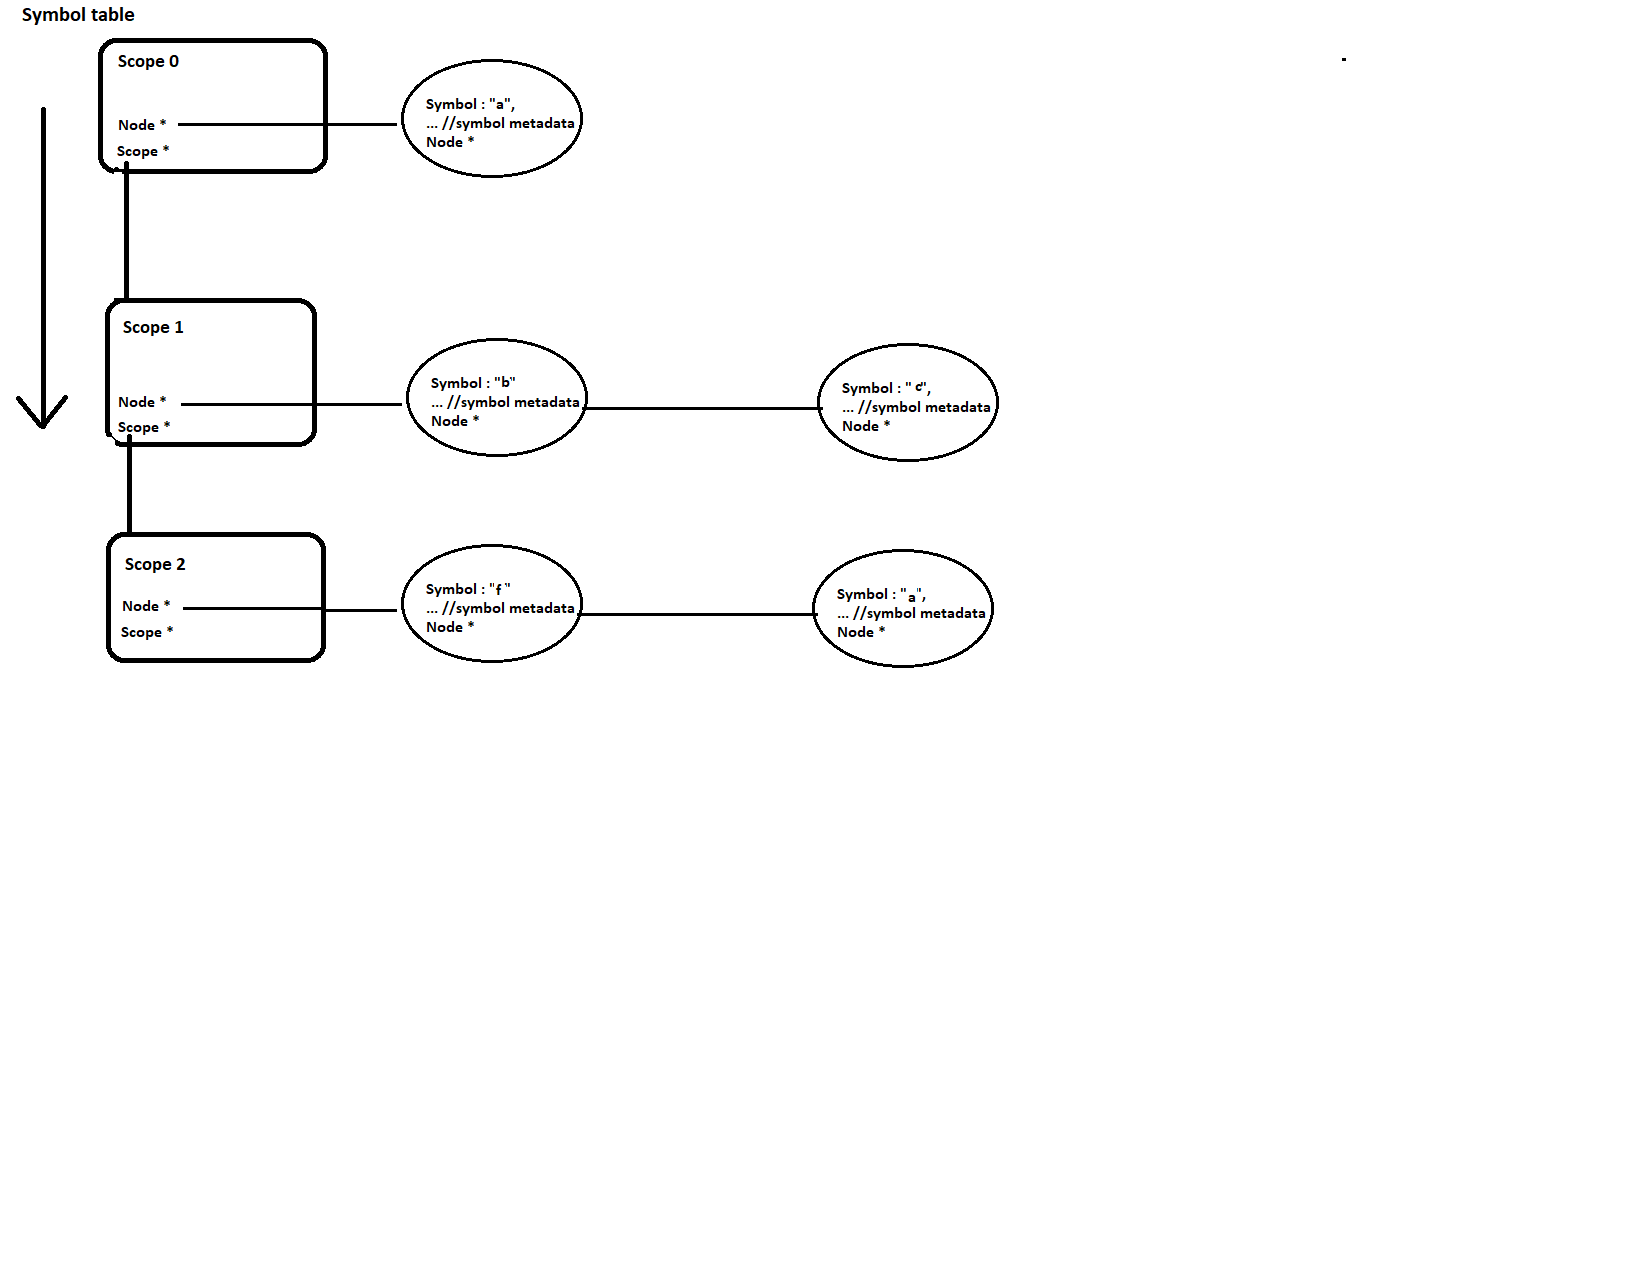 Symbol table
Scope 0
Node *
Scope *
Symbol : "a",
... //symbol metadata
Node *
Scope 1
Node *
Scope *
Symbol : "b"
... //symbol metadata
Node *
Symbol : " c",
... //symbol metadata
Node *
Scope 2
Node *
Scope *
Symbol : "f"
... //symbol metadata
Node *
Symbol : "a",
... //symbol metadata
Node *